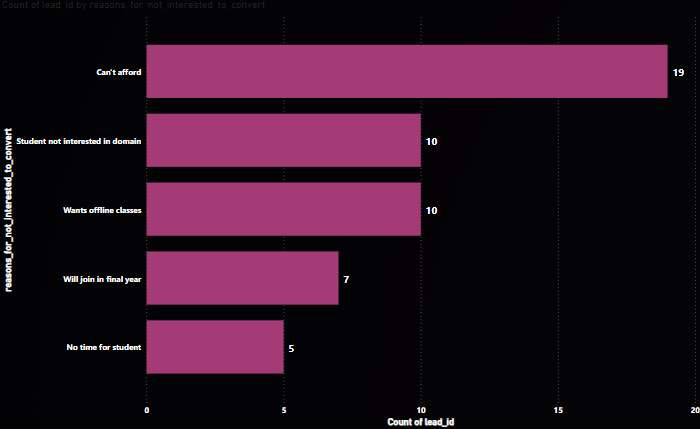 Count of lead_id by reasons_for_not_interested_to_convert
reasons_for_not_interested_to_convert
Can't afford
19
Student not interested in domain
10
Wants offline classes
10
Will join in final year
7
No time for student
5
0
5
10
15
20
Count of lead_id